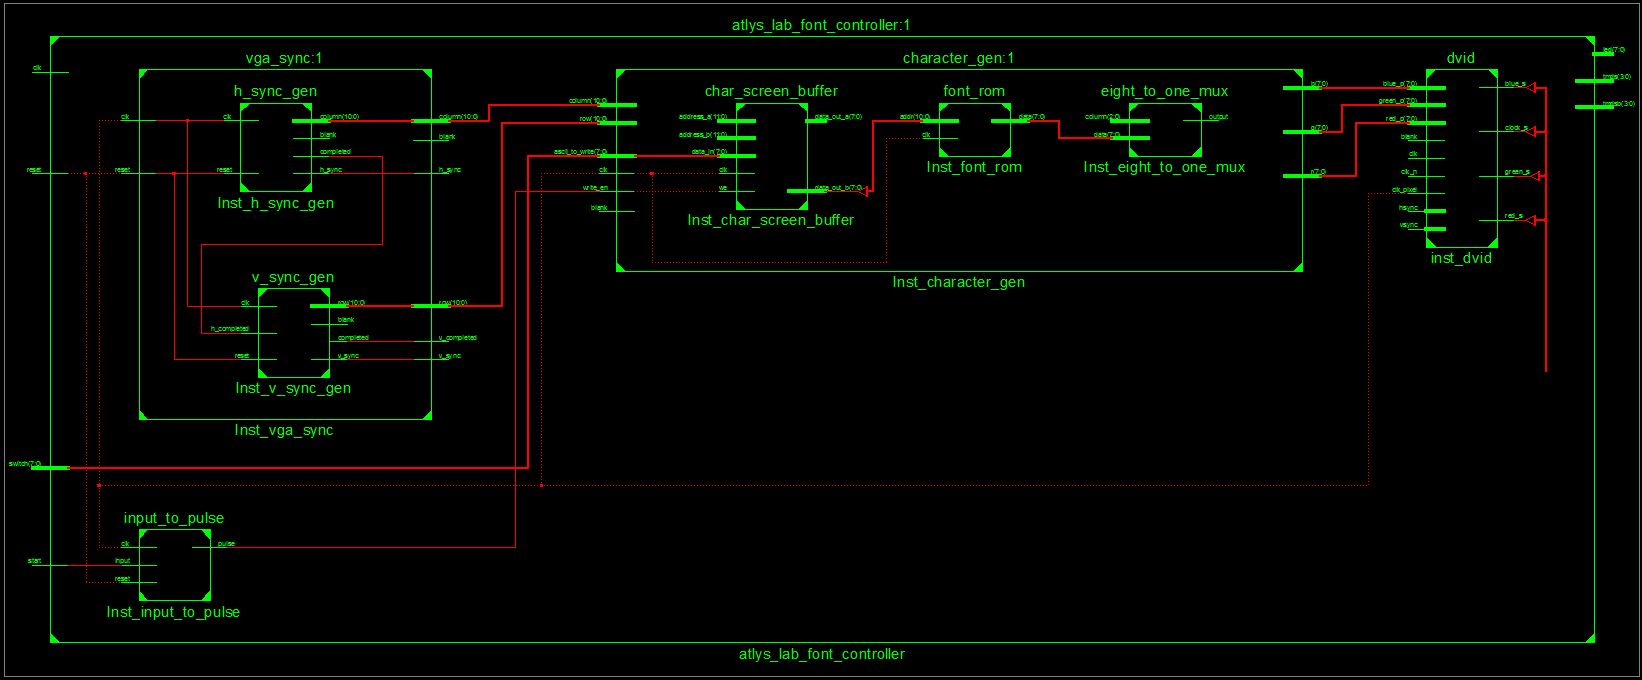 atlys_lab_font_controller:1
clk
reset
switch(7:0)
start
led(7:0)
tmds(3:0)
tmdsb(3:0)
vga_sync:1
clk
reset
h_sync_gen
clk
reset
column(10:0)
blank
completed
h_sync
Inst_h_sync_gen
v_sync_gen
clk
h_completed
reset
row(10:0)
blank
completed
v_sync
Inst_v_sync_gen
column(10:0)
blank
h_sync
row(10:0)
v_completed
v_sync
Inst_vga_sync
input_to_pulse
clk
input
reset
pulse
Inst_input_to_pulse
character_gen:1
column(10:0)
row(10:0)
ascii_to_write(7:0)
clk
write_en
blank
char_screen_buffer
address_a(11:0)
address_b(11:0)
data_in(7:0)
clk
we
data_out_a(7:0)
data_out_b(7:0)
Inst_char_screen_buffer
font_rom
addr(10:0)
clk
data(7:0)
Inst_font_rom
eight_to_one_mux
column(2:0)
data(7:0)
output
Inst_eight_to_one_mux
b(7:0)
g(7:0)
r(7:0)
Inst_character_gen
dvid
blue_p(7:0)
green_p(7:0)
red_p(7:0)
blank
clk
clk_n
clk_pixel
hsync
vsync
blue_s
clock_s
green_s
red_s
inst_dvid
atlys_lab_font_controller